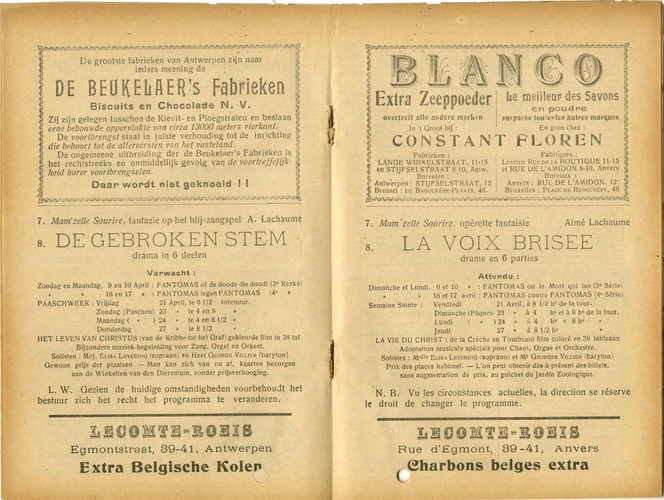 De grootste fabrieken van Antwerpen zijn naar
ieders meening de
DE BEUKELAER's Fabrieken
Biscuits en Chocolade N. V.
Zij zijn gelegen tusschen de Kievit- en Ploegstraten en beslaan
eene bebouwde oppervlakte van circa 13000 meters vierkant.
De voortbrengst staat in juiste verhouding tot de inrichting
die behoort tot de allereersten van het vasteland.
De ongemeene uitbreiding der de Beukelaer's Fabrieken is
het rechtstreeks en onmiddellijk gevolg van de voortreffelijk-
heid harer voortbrengselen.
Daar wordt niet geknoeid !!
7. Mam'zelle Sourire, fantazie op het blij-zangspel A. Lachaume
8. DE GEBROKEN STEM
drama in 6 deelen
Verwacht :
Zondag en Maandag, 9 en 10 April : FANTOMAS of de doode die doodt (3e Reeks)
» » 16 en 17 » : FANTOMAS tegen FANTOMAS (4e » )
PAASCHWEEK : Vrijdag 21 April, te 8 1/2 toreuur.
Zondag (Paschen) 23 » te 4 en 8 »
Maandag ( » ) 24 » te 4 en 8 1/2 »
Donderdag 27 » te 8 1/2 »
HET LEVEN VAN CHRISTUS (van de Kribbe tot het Graf) gekleurde film in 38 taf.
Bijzondere muziek-begeleiding voor Zang, Orgel en Orkest.
Solisten : Mej. Elisa Levering (sopraan) en Heer George Villier (baryton)
Gewone prijs der plaatsen — Men kan zich van nu af, kaarten bezorgen
aan de Winkelten van den Dierentuin, zonder prijsverhooging.
L. W. Gezien de huidige omstandigheden voorbehoudt het
bestuur zich het recht het programma te veranderen.
LECOMTE-ROEIS
Egmontstraat, 39-41, Antwerpen
Extra Belgische Kolen
BLANCO
Extra Zeeppoeder
overtreft alle andere merken
In 't Groot bij :
Le meilleur des Savons
en poudre
surpasse toutes les autres marques
En gros chez :
CONSTANT FLOREN
Fabrieken :
LANGE WINKELSTRAAT, 11-15
en STIJFSELSTRAAT 8-10, Antw.
Bureelen :
Antwerpen : STIJFSELSTRAAT, 12
Brussel : De Brouckère-Plaats, 46.
Fabriques :
Longue Rue de la BOUTIQUE 11-15
et RUE DE L'AMIDON 8-10, Anvers
Bureaux :
Anvers : RUE DE L'AMIDON, 12
Bruxelles : Place de Brouckère, 46
7. Mam'zelle Sourire, opérette fantaisie Aimé Lachaume
8. LA VOIX BRISEE
drame en 6 parties
Attendu :
Dimanche et Lundi, 9 et 10 » : FANTOMAS ou le Mort qui tue (3e Série)
» » 16 et 17 avril : FANTOMAS contre FANTOMAS (4e Série)
Semaine Sainte : Vendredi 21 Avril, à 8 1/2 hs de la tour.
Dimanche (Pâques) 23 » à 4 hs et à 8 hs de la tour.
Lundi ( » ) 24 » à 4 hs » 8 hs »
Jeudi 27 » à 8 1/2 hs »
LA VIE DU CHRIST : (de la Crèche au Tombeau) film coloré en 38 tableaux
Adaptation musicale spéciale pour Chant, Orgue et Orchestre.
Solistes : Melle Elisa Levering (soprano) et Mr Georges Villier (baryton)
Prix des places habituel. — L'on peut obtenir dès à présent des billets,
sans augmentation de prix, au guichet du Jardin Zoologique.
N. B. Vu les circonstances actuelles, la direction se réserve
le droit de changer le programme.
LECOMTE-ROEIS
Rue d'Egmont, 39-41, Anvers
Charbons belges extra